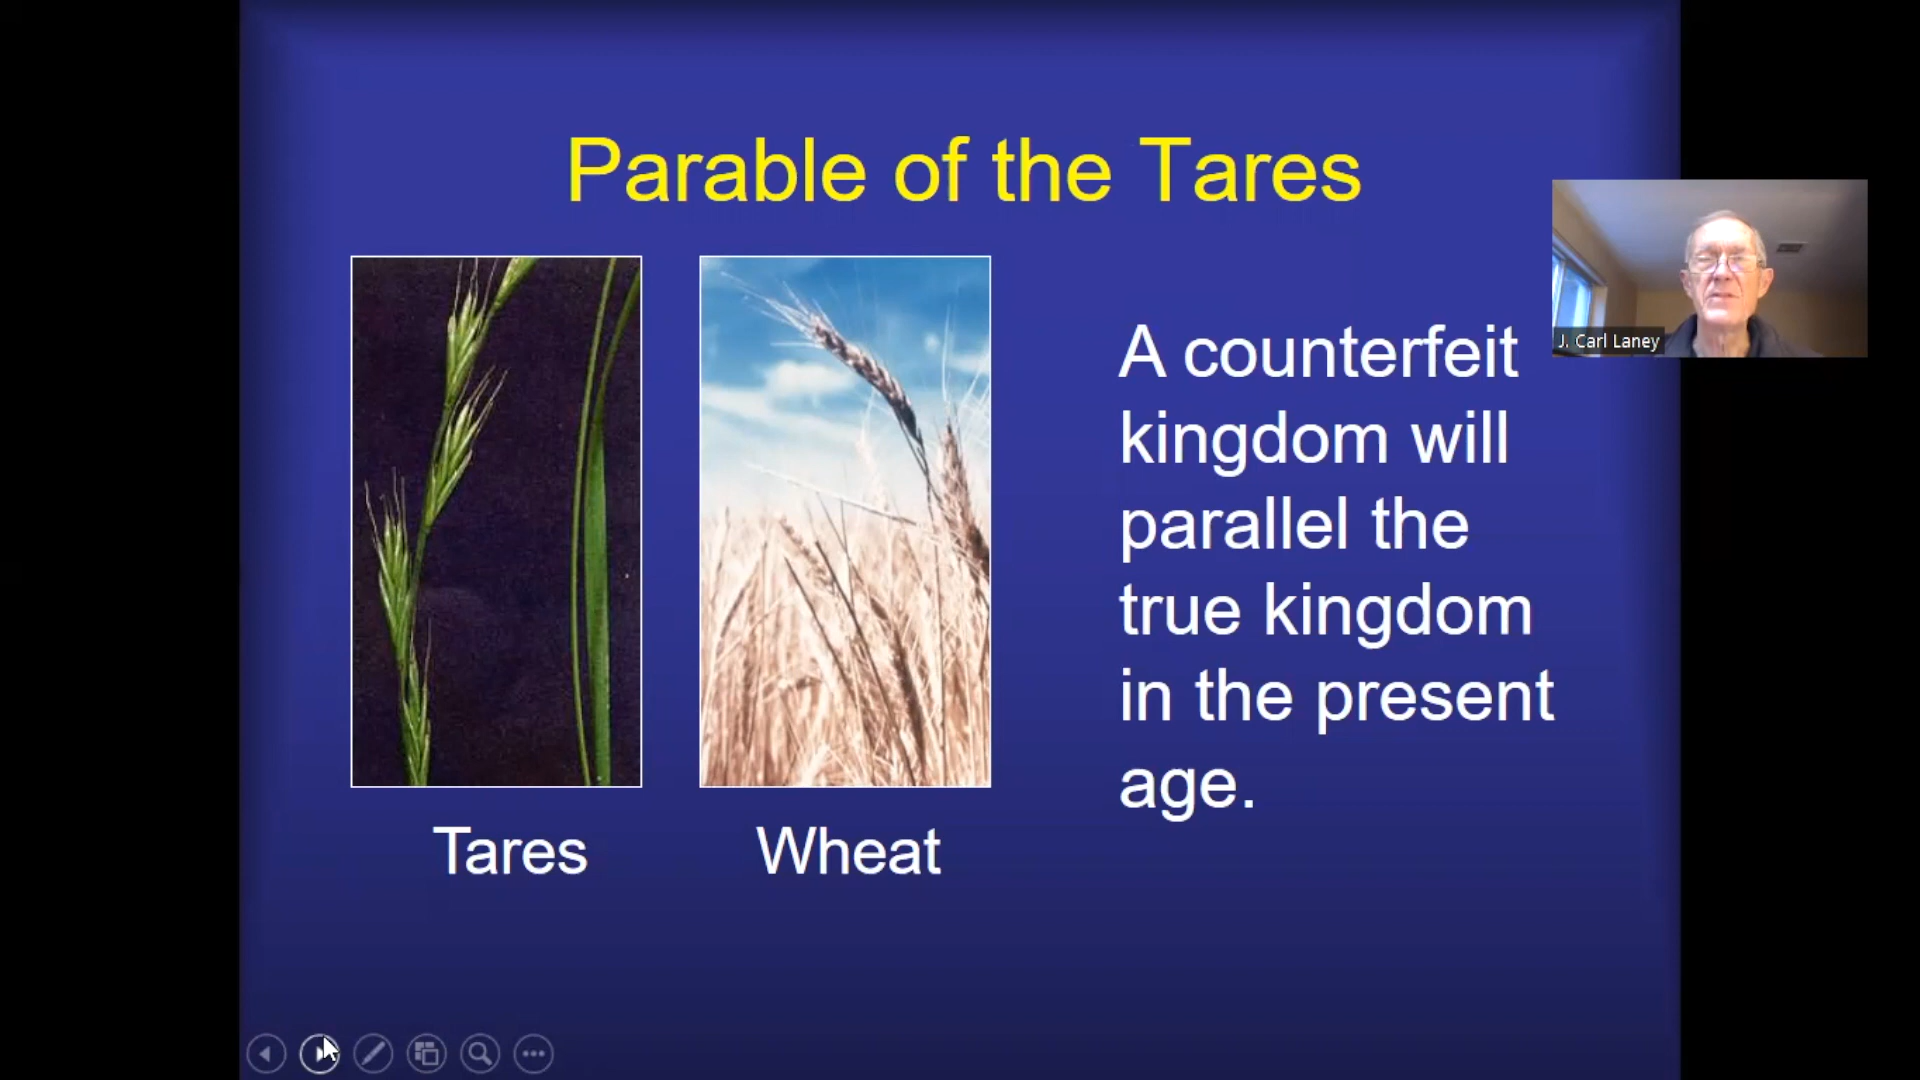 Parable of the Tares
A counterfeit
kingdom will
parallel the
true kingdom
in the present
age.
Tares
Wheat
J. Carl Laney